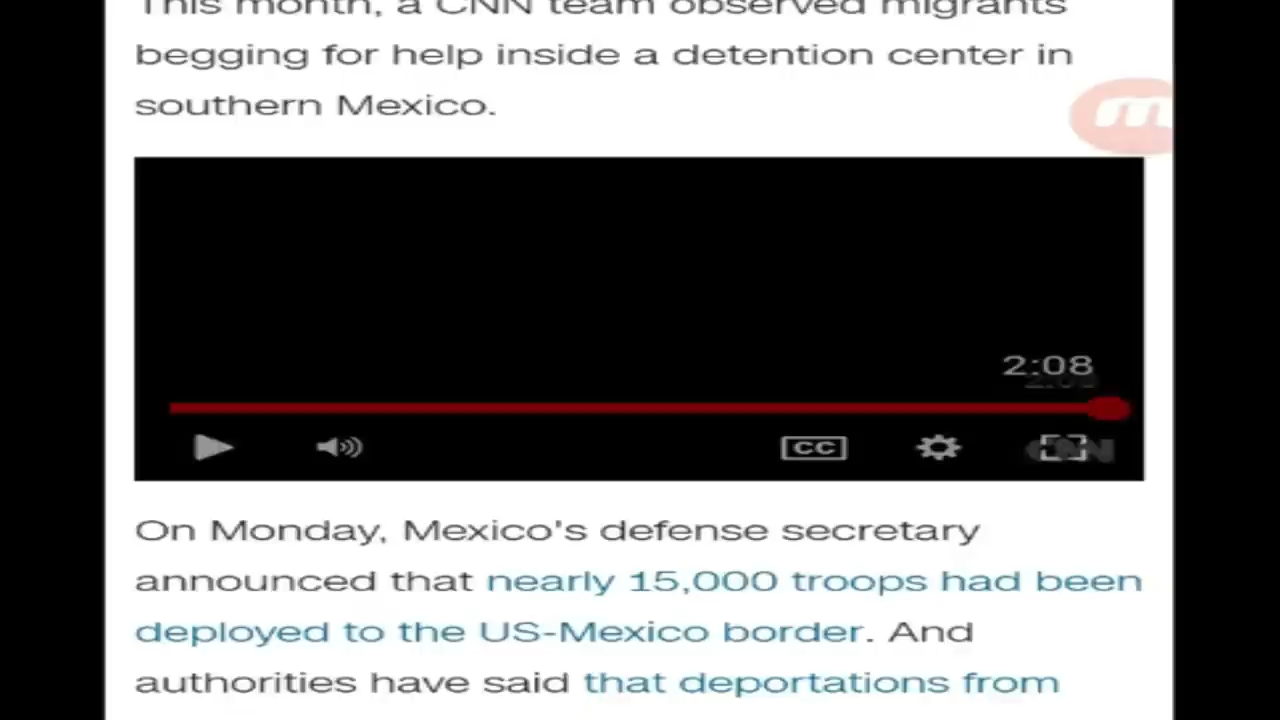 This month, a CNN team observed migrants
begging for help inside a detention center in
southern Mexico.
m
2:08
CC
CNN
On Monday, Mexico's defense secretary
announced that nearly 15,000 troops had been
deployed to the US-Mexico border. And
authorities have said that deportations from